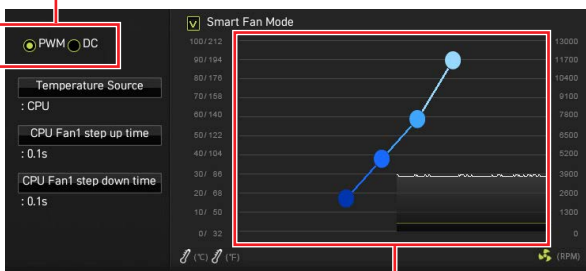 PWM DC
Temperature Source
: CPU
CPU Fan1 step up time
: 0.1s
CPU Fan1 step down time
: 0.1s
Smart Fan Mode
100/212 13000
90/194 11700
80/176 10400
70/158 9100
60/140 7800
50/122 6500
40/104 5200
30/ 86 3900
20/ 68 2600
10/ 50 1300
0/ 32 0
(°C) (°F) (RPM)